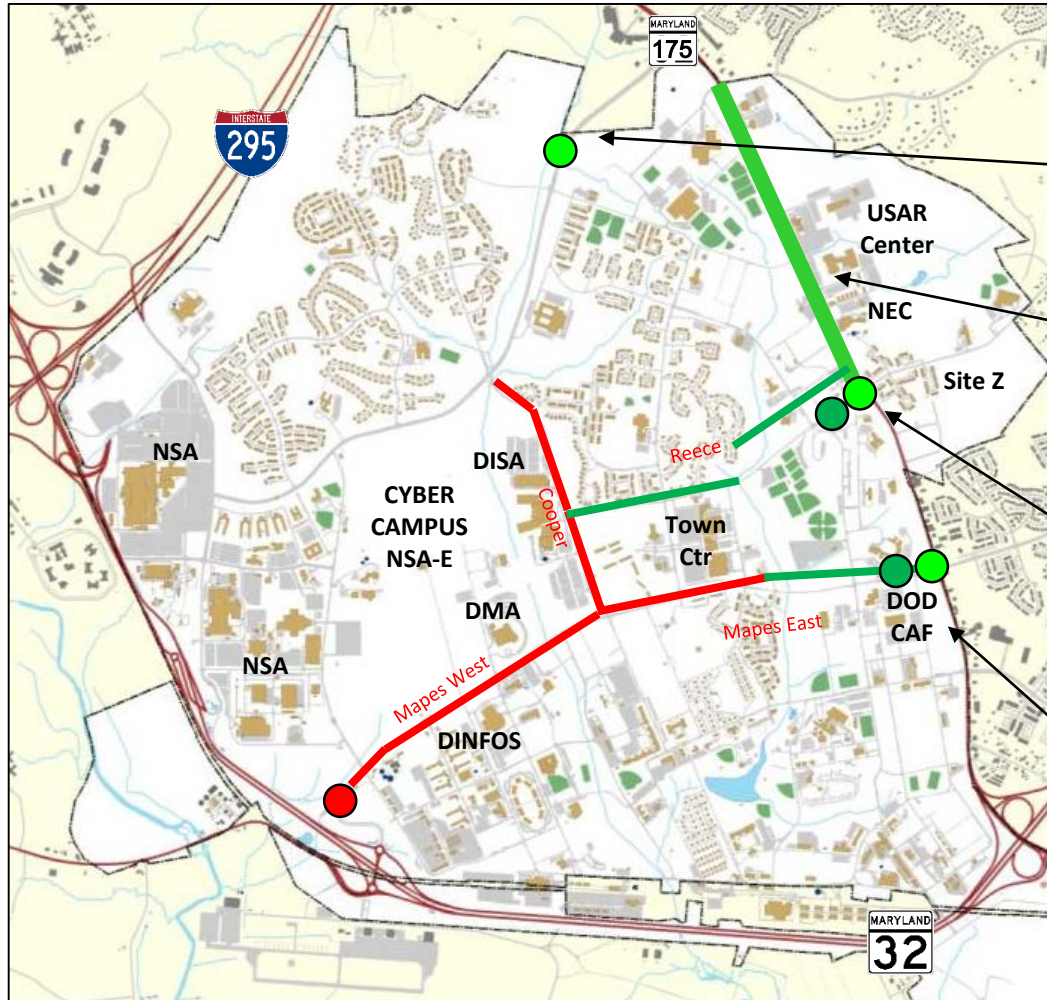 MARYLAND
175
INTERSTATE
295
USAR
Center
NEC
Site Z
NSA
DISA
Reece
CYBER
CAMPUS
NSA-E
Cooper
Town
Ctr
DMA
DOD
CAF
Mapes East
NSA
Mapes West
DINFOS
MARYLAND
32